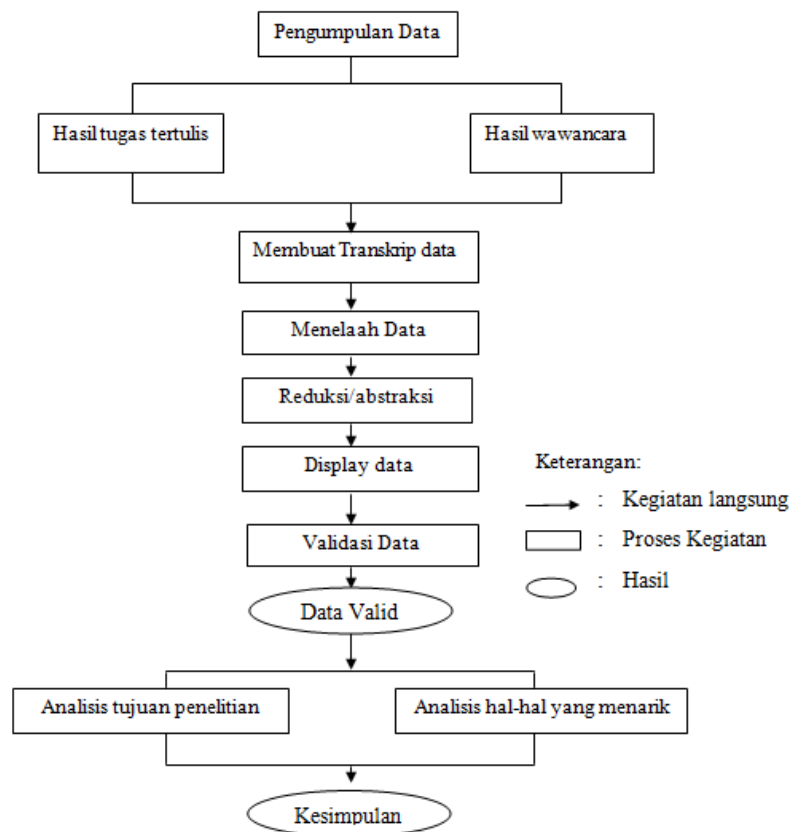 Pengumpulan Data
Hasil tugas tertulis
Hasil wawancara
Membuat Transkrip data
Menelaah Data
Reduksi/abstraksi
Display data
Validasi Data
Data Valid
Analisis tujuan penelitian
Analisis hal-hal yang menarik
Kesimpulan
Keterangan:
: Kegiatan langsung
: Proses Kegiatan
: Hasil